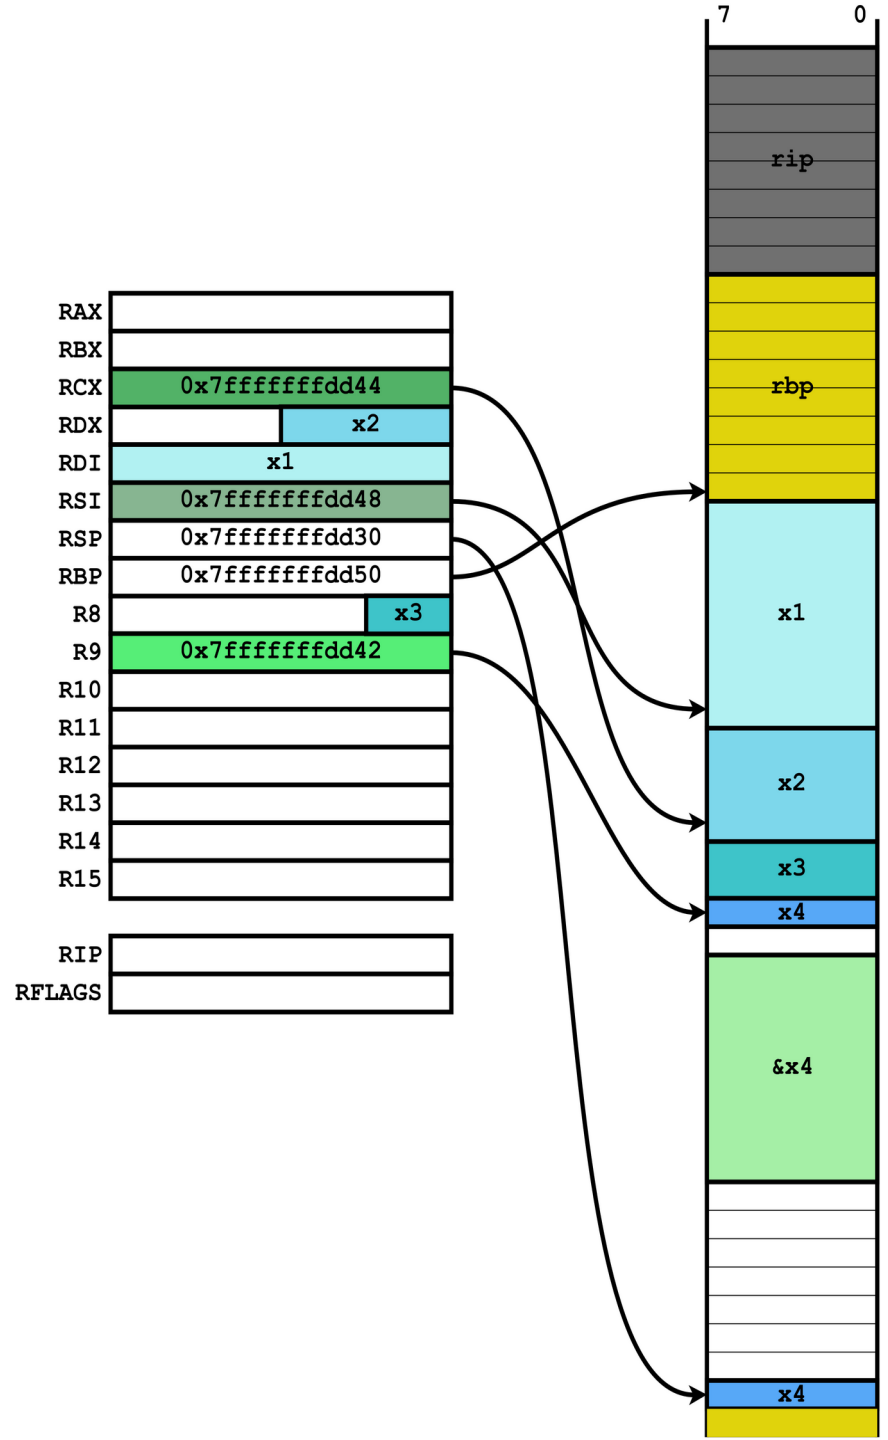 7 0
rip
RAX
RBX
rbp
RCX 0x7fffffffdd44
RDX x2
RDI x1
RSI 0x7fffffffdd48
RSP 0x7fffffffdd30
RBP 0x7fffffffdd50
R8 x3
x1
R9 0x7fffffffdd42
R10
R11
R12
x2
R13
R14
x3
R15
x4
RIP
RFLAGS
&x4
x4